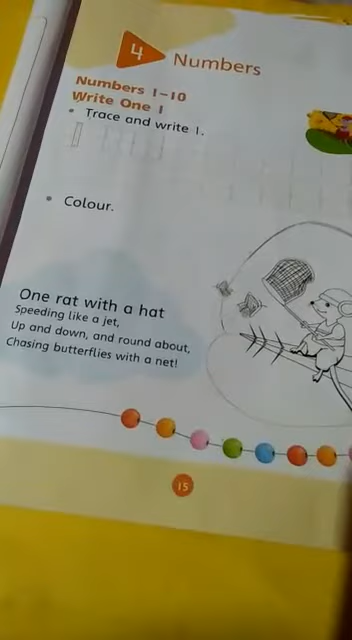 4 Numbers
Numbers 1-10
Write One 1
• Trace and write 1.
• Colour.
One rat with a hat
Speeding like a jet,
Up and down, and round about,
Chasing butterflies with a net!
15